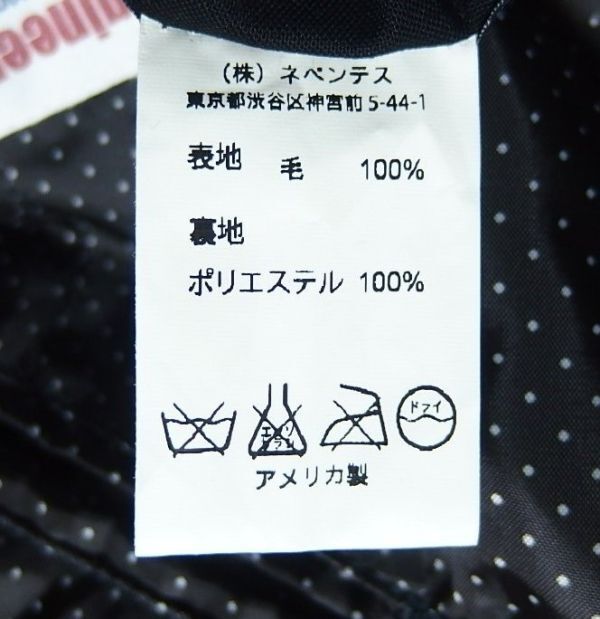 (株) ネペンテス
東京都渋谷区神宮前 5-44-1
表地 毛 100%
裏地
ポリエステル 100%
ドライ
アメリカ製